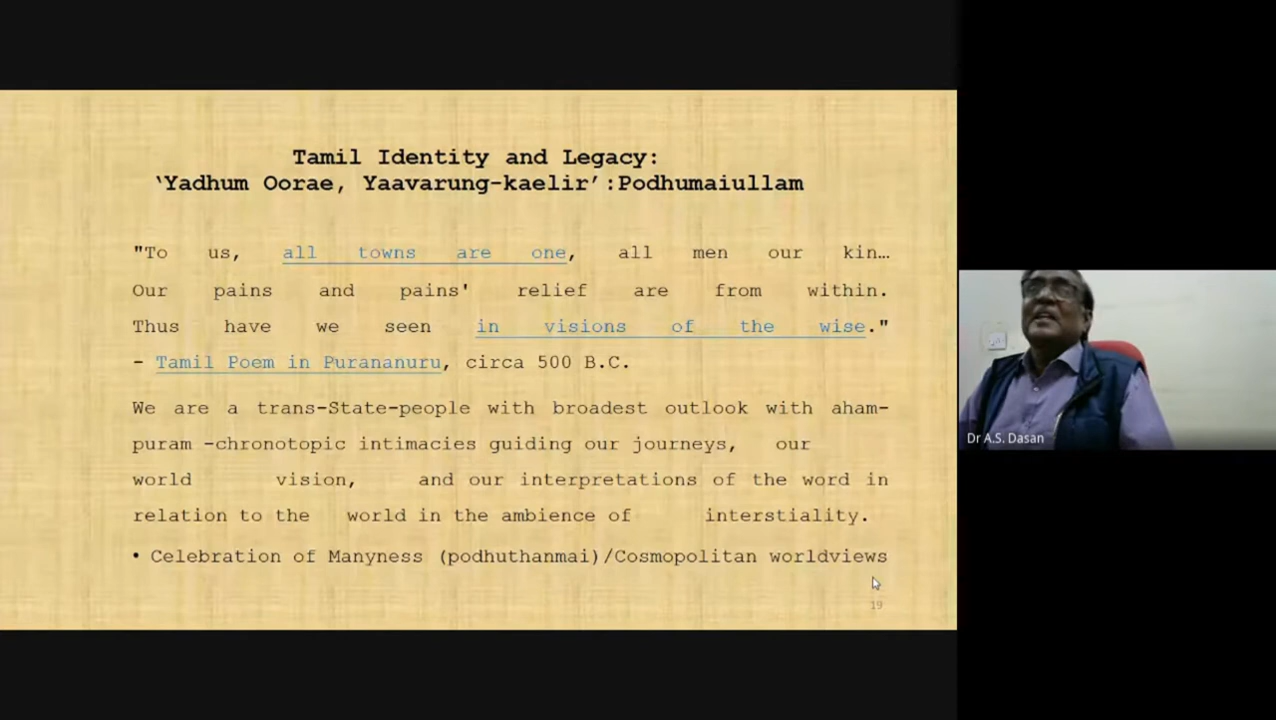 Tamil Identity and Legacy:
‘Yadhum Oorae, Yaavarung-kaelir’:Podhumaiullam
"To us, all towns are one, all men our kin…
Our pains and pains' relief are from within.
Thus have we seen in visions of the wise."
- Tamil Poem in Purananuru, circa 500 B.C.
We are a trans-State-people with broadest outlook with aham-
puram -chronotopic intimacies guiding our journeys, our
world vision, and our interpretations of the word in
relation to the world in the ambience of interstiality.
• Celebration of Manyness (podhuthanmai)/Cosmopolitan worldviews
19
Dr A.S. Dasan